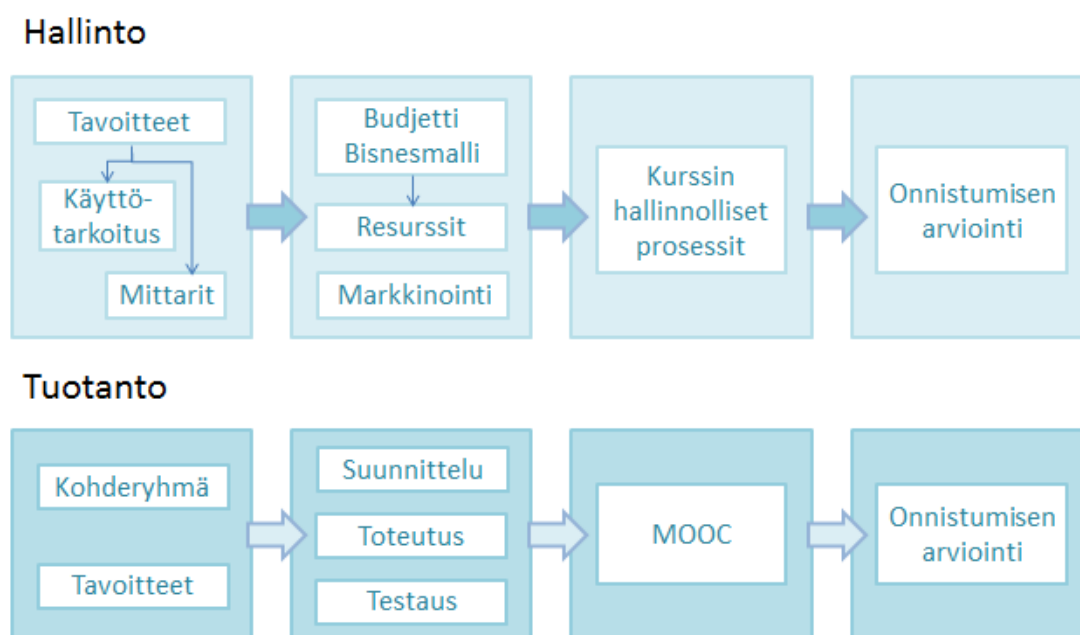 Hallinto
Tavoitteet
Käyttö-
tarkoitus
Mittarit
Budjetti
Bisnesmalli
Resurssit
Markkinointi
Kurssin
hallinnolliset
prosessit
Onnistumisen
arviointi
Tuotanto
Kohderyhmä
Tavoitteet
Suunnittelu
Toteutus
Testaus
MOOC
Onnistumisen
arviointi